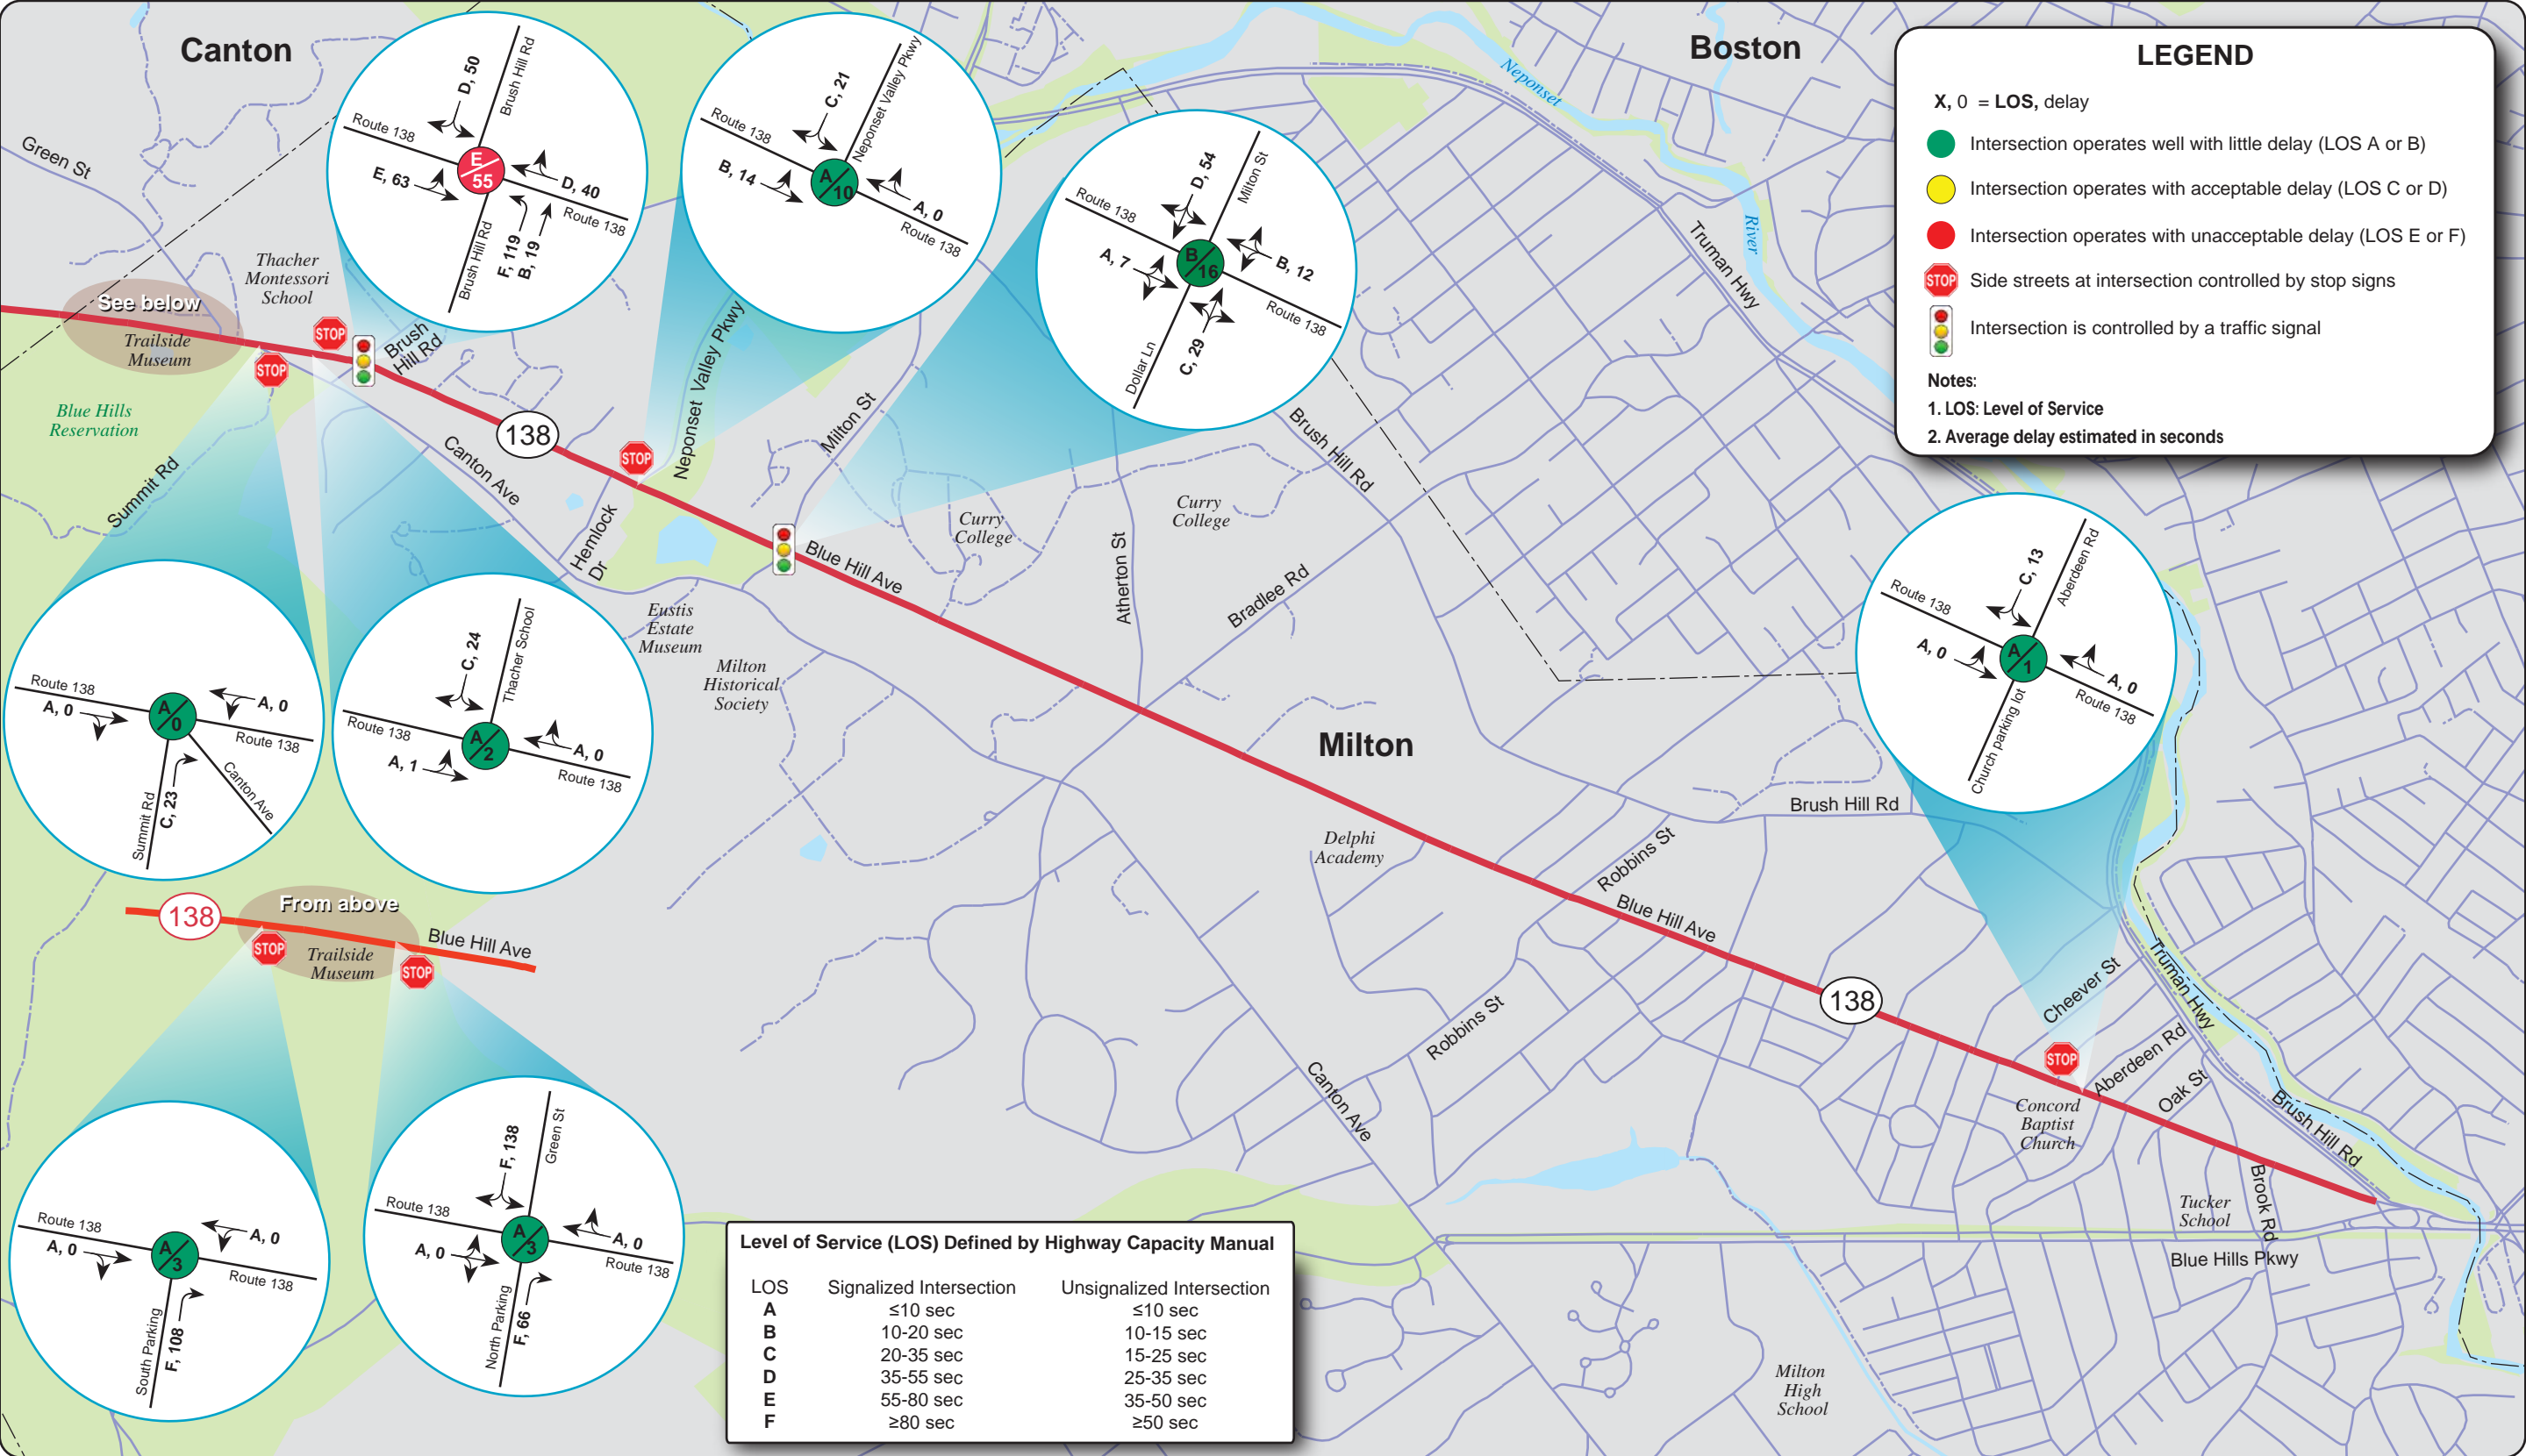 Canton
Boston
Milton
LEGEND
X, 0 = LOS, delay
Intersection operates well with little delay (LOS A or B)
Intersection operates with acceptable delay (LOS C or D)
Intersection operates with unacceptable delay (LOS E or F)
STOP
Side streets at intersection controlled by stop signs
Intersection is controlled by a traffic signal
Notes:
1. LOS: Level of Service
2. Average delay estimated in seconds
Green St
See below
Trailside
Museum
Thacher
Montessori
School
STOP
STOP
Brush
Hill Rd
Blue Hills
Reservation
Summit Rd
Canton Ave
138
Hemlock
Dr
STOP
Neponset Valley Pkwy
Milton St
Blue Hill Ave
Eustis
Estate
Museum
Milton
Historical
Society
Curry
College
Curry
College
Atherton St
Bradlee Rd
Brush Hill Rd
Neponset
River
Truman Hwy
Route 138
D, 50
Brush Hill Rd
E
55
E, 63
D, 40
Route 138
Brush Hill Rd
F, 119
B, 19
Route 138
C, 21
Neponset Valley Pkwy
B, 14
A
10
A, 0
Route 138
Route 138
D, 54
Milton St
A, 7
B
16
B, 12
Route 138
Dollar Ln
C, 29
Route 138
A, 0
A
0
A, 0
Route 138
Summit Rd
C, 23
Canton Ave
Route 138
C, 24
Thacher School
A, 1
A
2
A, 0
Route 138
Route 138
C, 13
Aberdeen Rd
A, 0
A
1
A, 0
Route 138
Church parking lot
138
From above
STOP
Trailside
Museum
STOP
Blue Hill Ave
Route 138
A, 0
A
3
A, 0
Route 138
South Parking
F, 108
Route 138
F, 138
Green St
A, 0
A
3
A, 0
Route 138
North Parking
F, 66
Delphi
Academy
Robbins St
Brush Hill Rd
Blue Hill Ave
Robbins St
Canton Ave
138
Cheever St
STOP
Aberdeen Rd
Oak St
Truman Hwy
Brush Hill Rd
Concord
Baptist
Church
Tucker
School
Brook Rd
Blue Hills Pkwy
Milton
High
School
Level of Service (LOS) Defined by Highway Capacity Manual
LOS Signalized Intersection Unsignalized Intersection
A ≤10 sec ≤10 sec
B 10-20 sec 10-15 sec
C 20-35 sec 15-25 sec
D 35-55 sec 25-35 sec
E 55-80 sec 35-50 sec
F ≥80 sec ≥50 sec